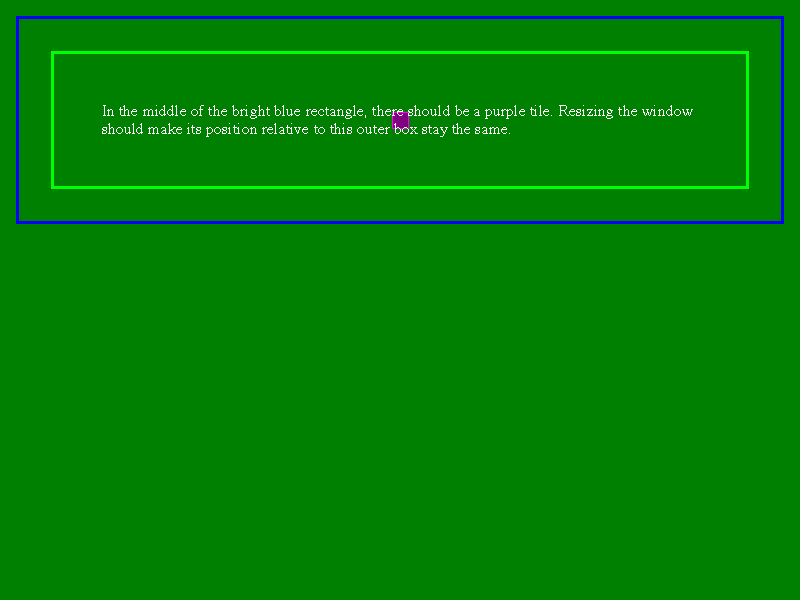 In the middle of the bright blue rectangle, there should be a purple tile. Resizing the window
should make its position relative to this outer box stay the same.